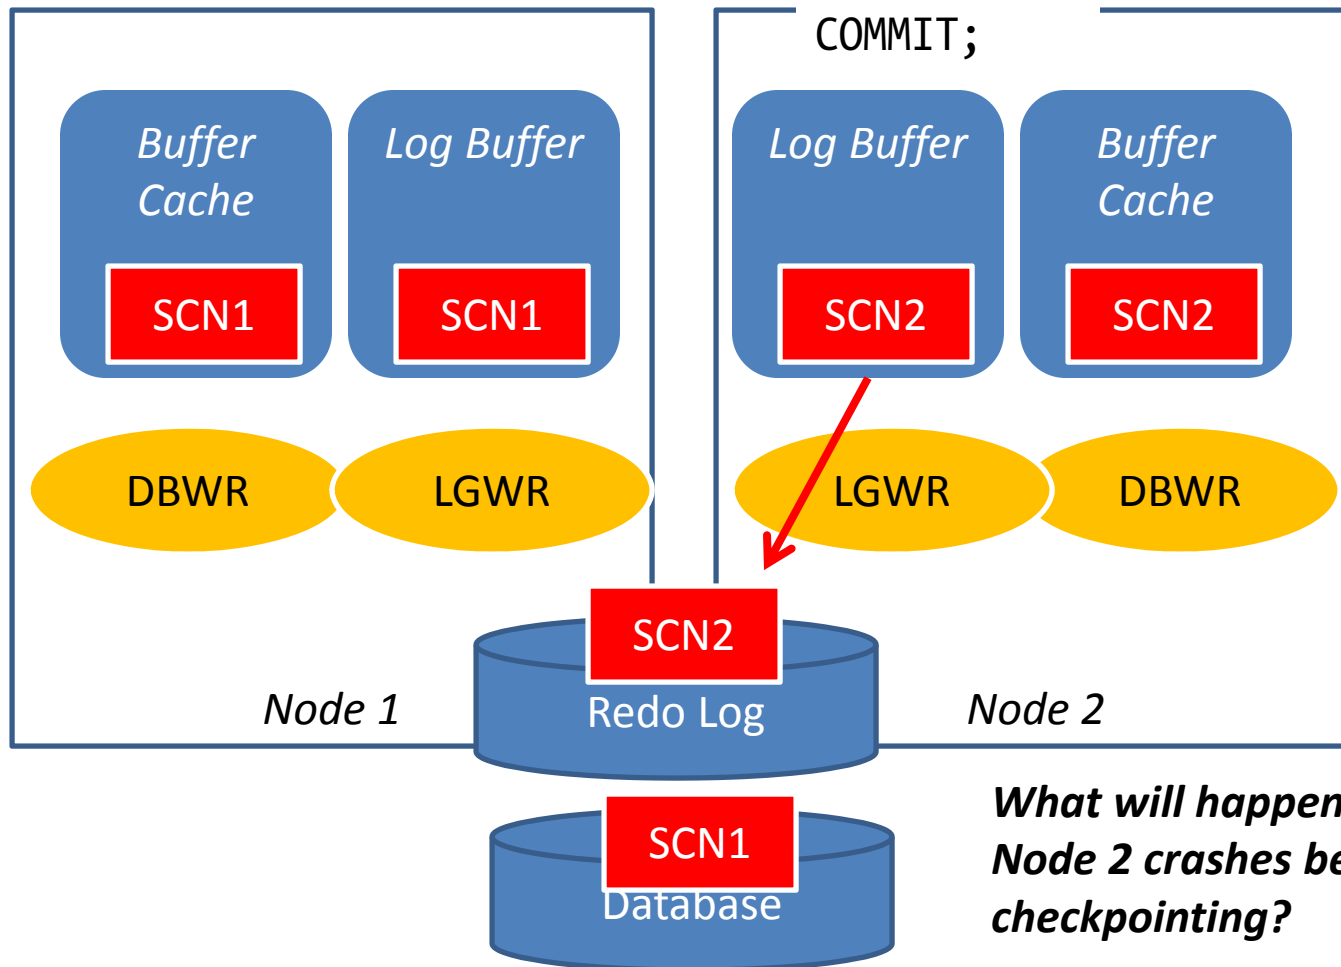 COMMIT;
Buffer
Cache
Log Buffer
Log Buffer
Buffer
Cache
SCN1
SCN1
SCN2
SCN2
DBWR
LGWR
LGWR
DBWR
SCN2
Node 1
Redo Log
Node 2
SCN1
Database
What will happen
Node 2 crashes be
checkpointing?